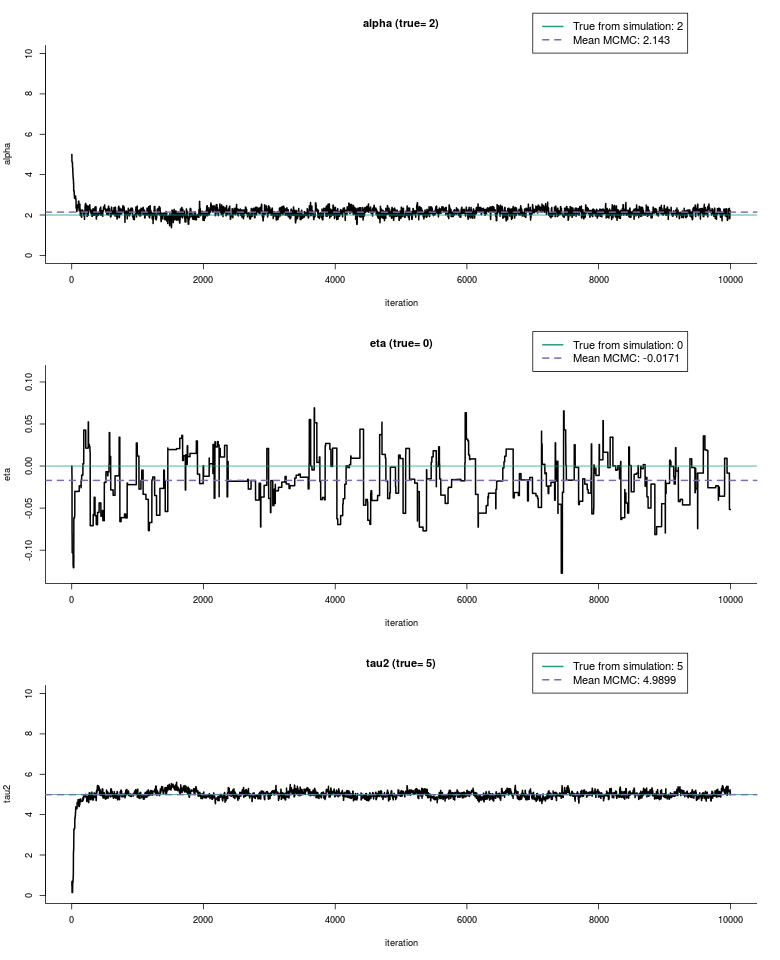 alpha (true= 2)
True from simulation: 2
Mean MCMC: 2.143
10
8
6
4
2
0
alpha
0 2000 4000 6000 8000 10000
iteration
eta (true= 0)
True from simulation: 0
Mean MCMC: -0.0171
0.10
0.05
0.00
-0.05
-0.10
eta
0 2000 4000 6000 8000 10000
iteration
tau2 (true= 5)
True from simulation: 5
Mean MCMC: 4.9899
10
8
6
4
2
0
tau2
0 2000 4000 6000 8000 10000
iteration